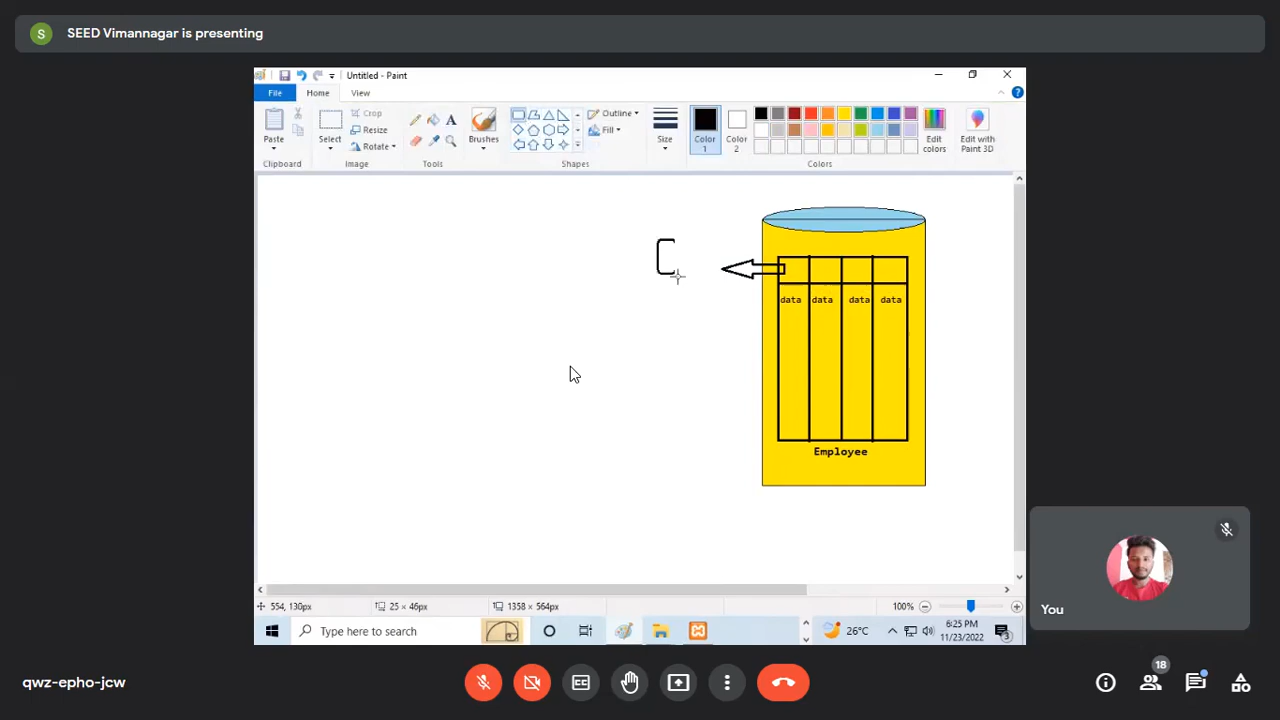 S
SEED Vimannagar is presenting
Untitled - Paint
File
Home
View
Paste
Clipboard
Select
Crop
Resize
Rotate
Image
A
Tools
Brushes
Outline
Fill
Shapes
Size
Color 1
Color 2
Edit colors
Edit with Paint 3D
Colors
data data data data
Employee
554, 130px
25 × 46px
1358 × 564px
100%
Type here to search
26°C
6:25 PM
11/23/2022
3
You
qwz-epho-jcw
CC
18